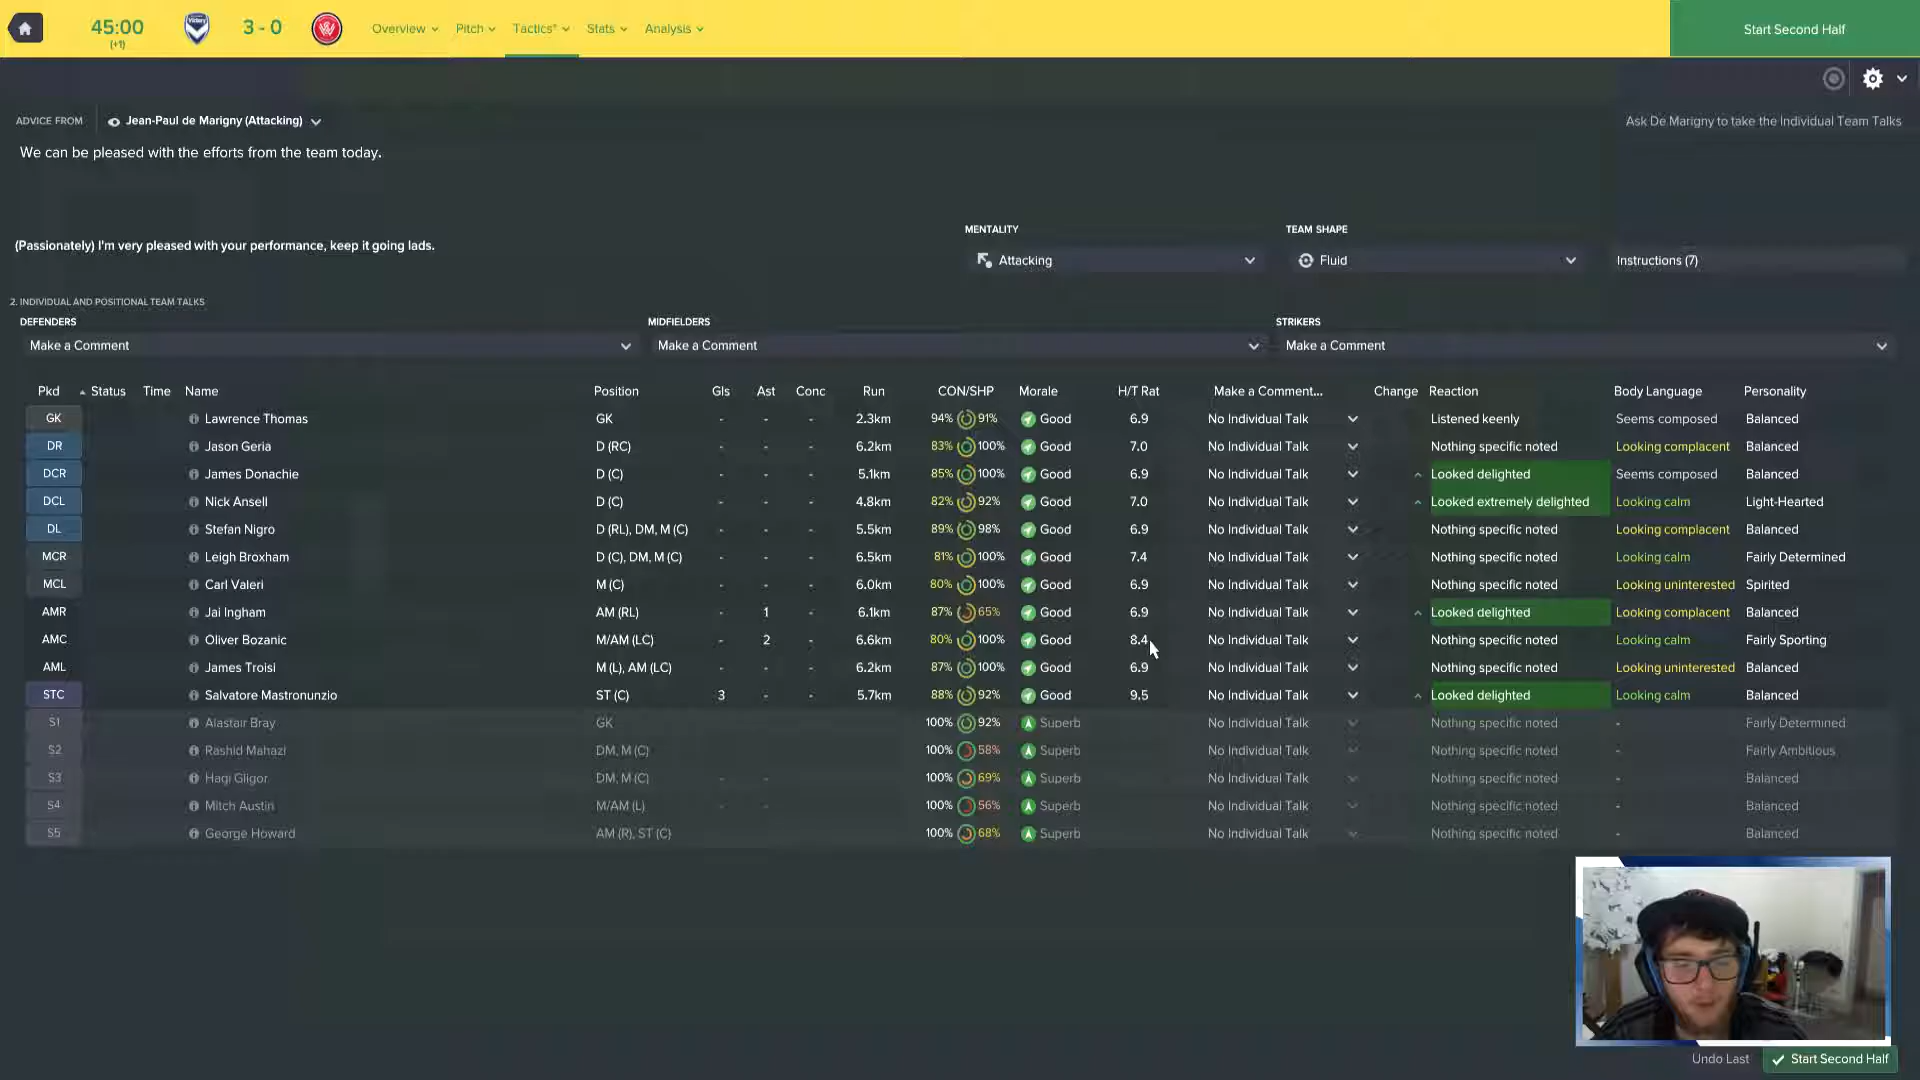 45:00 (+1) Victory 3 - 0 Overview Pitch Tactics* Stats Analysis Start Second Half
ADVICE FROM Jean-Paul de Marigny (Attacking) Ask De Marigny to take the Individual Team Talks
We can be pleased with the efforts from the team today.
MENTALITY TEAM SHAPE
(Passionately) I'm very pleased with your performance, keep it going lads.
Attacking Fluid Instructions (7)
2. INDIVIDUAL AND POSITIONAL TEAM TALKS
DEFENDERS MIDFIELDERS STRIKERS
Make a Comment Make a Comment Make a Comment
Pkd Status Time Name Position Gls Ast Conc Run CON/SHP Morale H/T Rat Make a Comment... Change Reaction Body Language Personality
GK Lawrence Thomas GK - - - 2.3km 94% 91% Good 6.9 No Individual Talk Listened keenly Seems composed Balanced
DR Jason Geria D (RC) - - - 6.2km 83% 100% Good 7.0 No Individual Talk Nothing specific noted Looking complacent Balanced
DCR James Donachie D (C) - - - 5.1km 85% 100% Good 6.9 No Individual Talk Looked delighted Seems composed Balanced
DCL Nick Ansell D (C) - - - 4.8km 82% 92% Good 7.0 No Individual Talk Looked extremely delighted Looking calm Light-Hearted
DL Stefan Nigro D (RL), DM, M (C) - - - 5.5km 89% 98% Good 6.9 No Individual Talk Nothing specific noted Looking complacent Balanced
MCR Leigh Broxham D (C), DM, M (C) - - - 6.5km 81% 100% Good 7.4 No Individual Talk Nothing specific noted Looking calm Fairly Determined
MCL Carl Valeri M (C) - - - 6.0km 80% 100% Good 6.9 No Individual Talk Nothing specific noted Looking uninterested Spirited
AMR Jai Ingham AM (RL) - 1 - 6.1km 87% 65% Good 6.9 No Individual Talk Looked delighted Looking complacent Balanced
AMC Oliver Bozanic M/AM (LC) - 2 - 6.6km 80% 100% Good 8.4 No Individual Talk Nothing specific noted Looking calm Fairly Sporting
AML James Troisi M (L), AM (LC) - - - 6.2km 87% 100% Good 6.9 No Individual Talk Nothing specific noted Looking uninterested Balanced
STC Salvatore Mastronunzio ST (C) 3 - - 5.7km 88% 92% Good 9.5 No Individual Talk Looked delighted Looking calm Balanced
S1 Alastair Bray GK 100% 92% Superb No Individual Talk Nothing specific noted - Fairly Determined
S2 Rashid Mahazi DM, M (C) 100% 58% Superb No Individual Talk Nothing specific noted - Fairly Ambitious
S3 Hagi Gligor DM, M (C) - - 100% 69% Superb No Individual Talk Nothing specific noted - Balanced
S4 Mitch Austin M/AM (L) - - 100% 56% Superb No Individual Talk Nothing specific noted - Balanced
S5 George Howard AM (R), ST (C) 100% 68% Superb No Individual Talk Nothing specific noted - Balanced
Undo Last Start Second Half